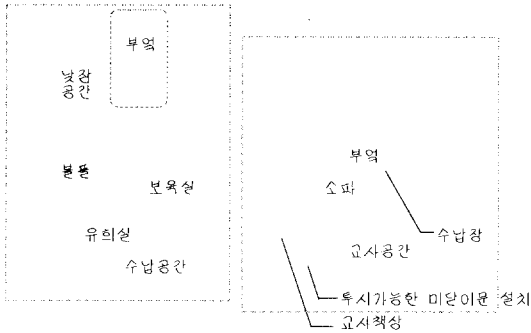 부엌
낮잠
공간
볼풀
보육실
유희실
수납공간
부엌
소파
수납장
교사공간
투시가능한 미닫이문 설치
교사책상